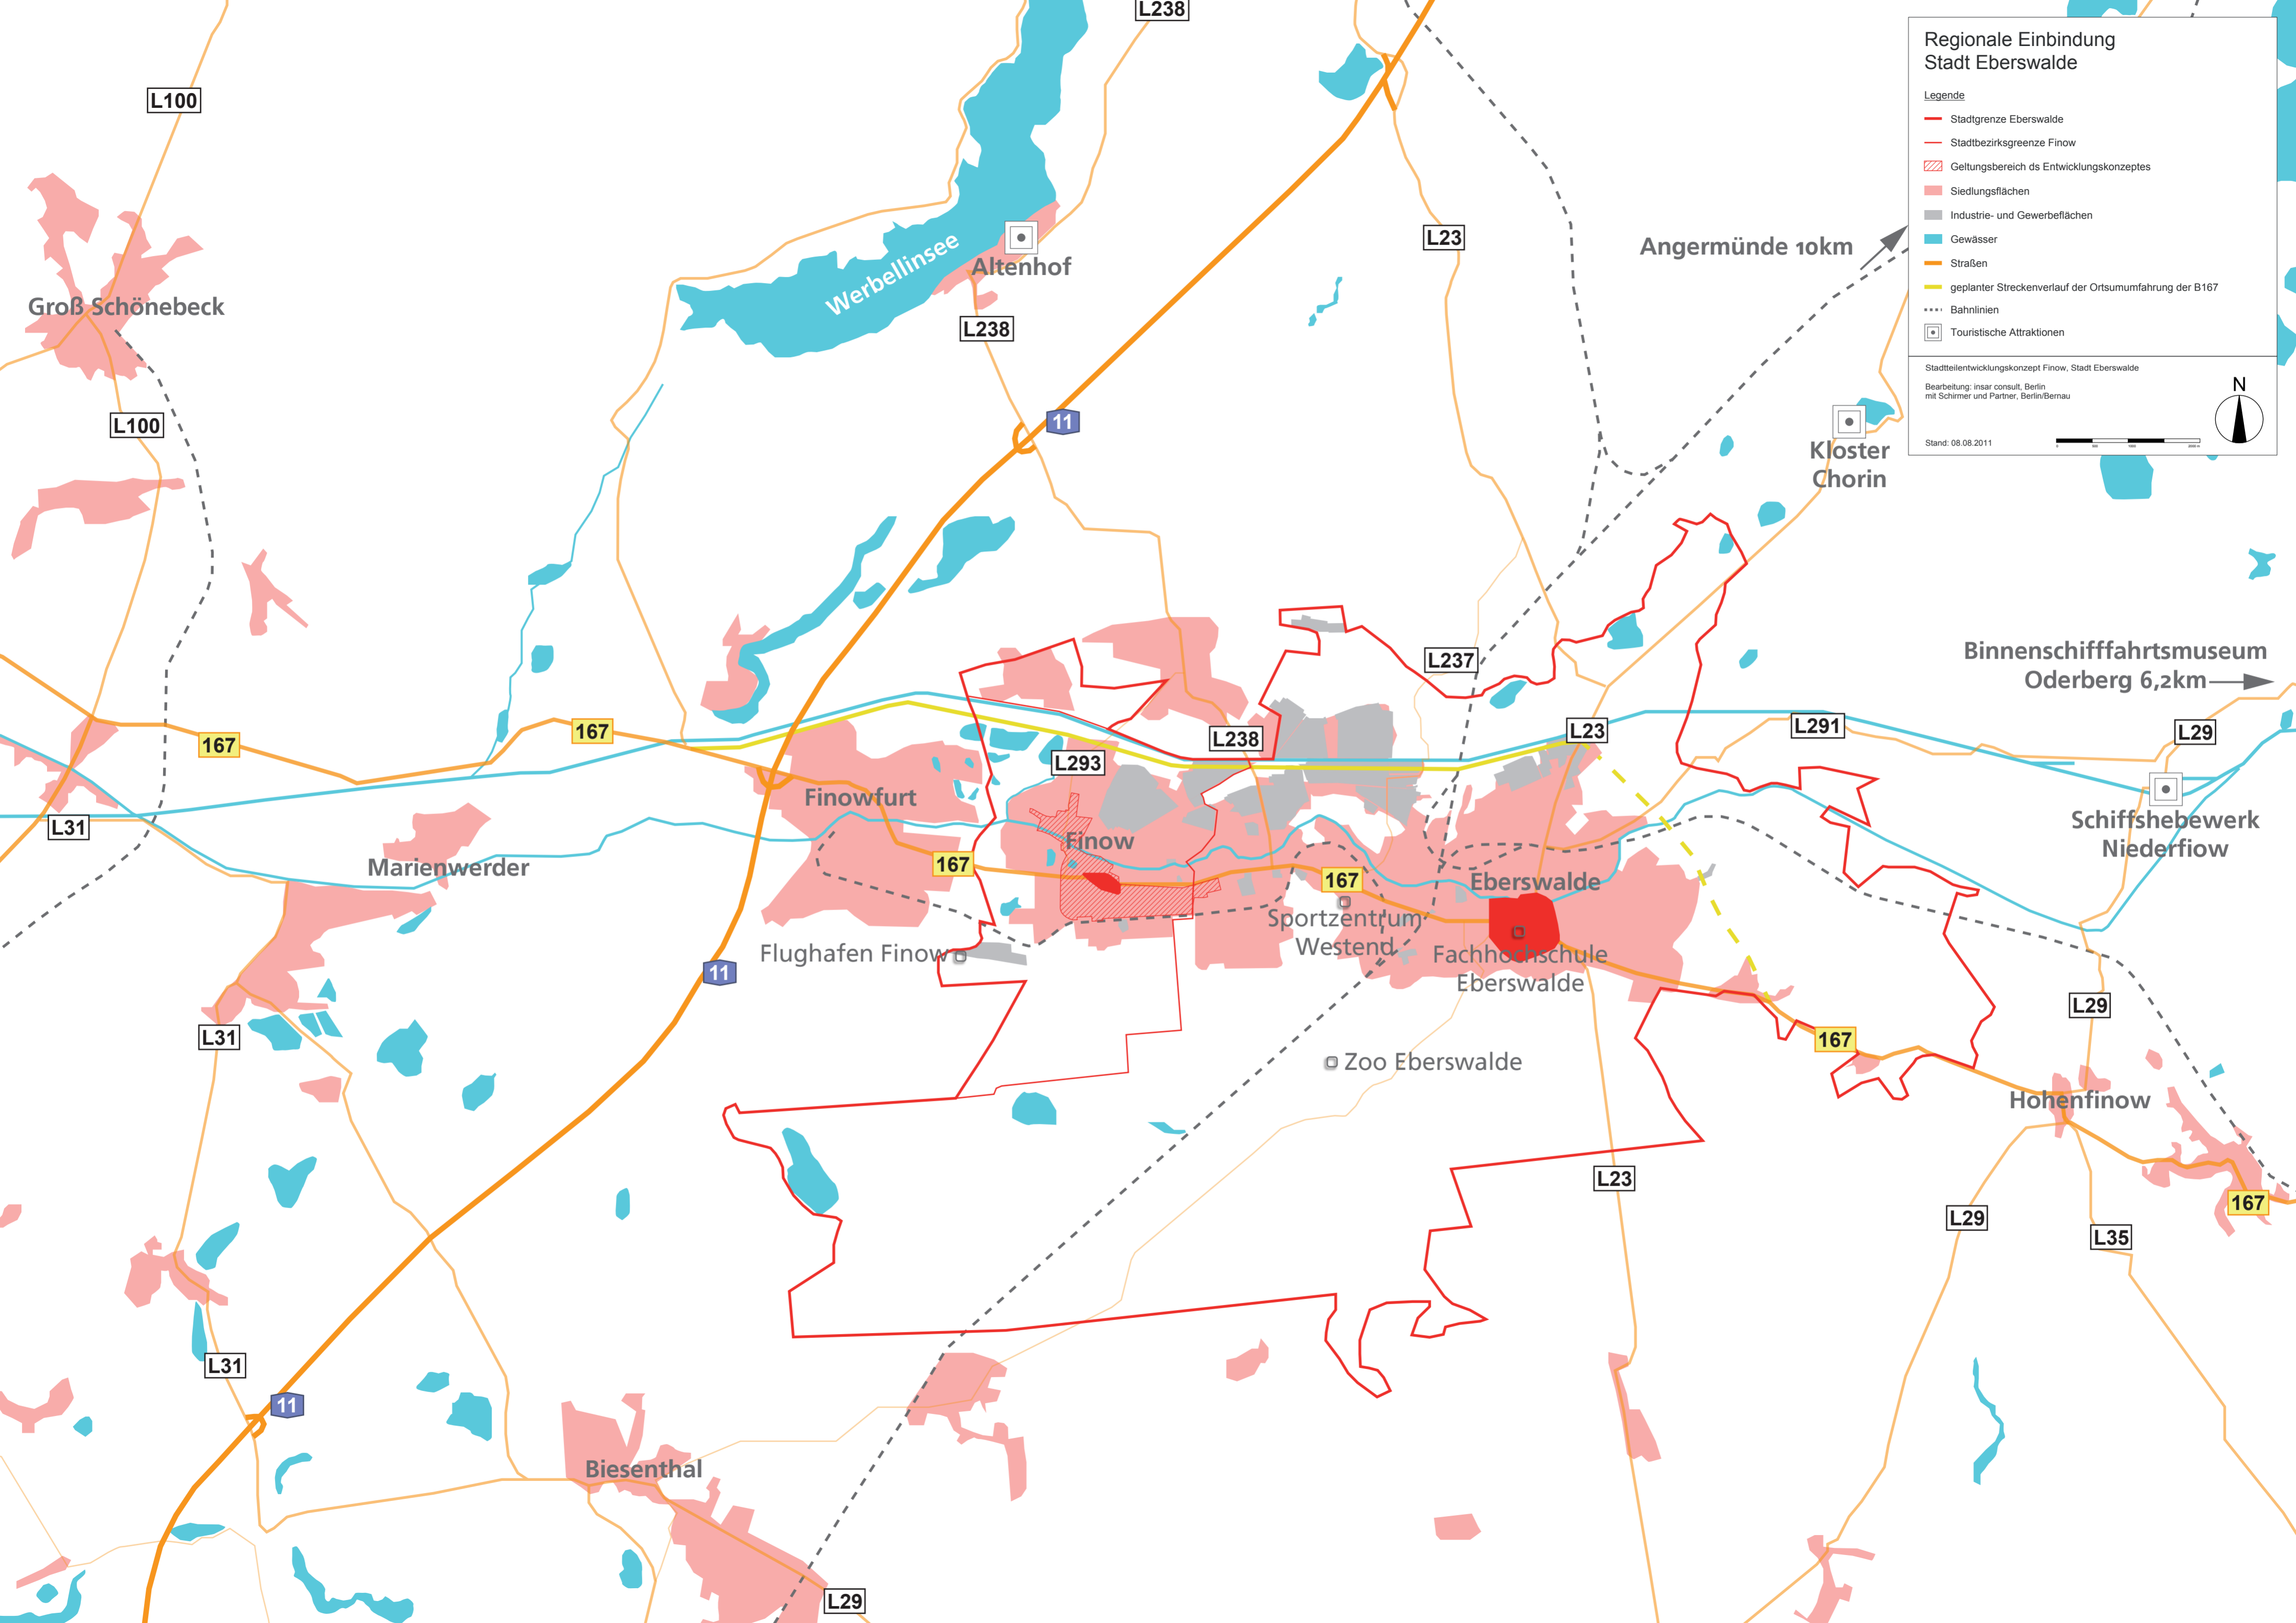 L238
Regionale Einbindung
Stadt Eberswalde
Legende
Stadtgrenze Eberswalde
Stadtbezirksgreenze Finow
Geltungsbereich ds Entwicklungskonzeptes
Siedlungsflächen
Industrie- und Gewerbeflächen
Gewässer
Straßen
geplanter Streckenverlauf der Ortsumumfahrung der B167
Bahnlinien
Touristische Attraktionen
Stadtteilentwicklungskonzept Finow, Stadt Eberswalde
Bearbeitung: insar consult, Berlin
mit Schirmer und Partner, Berlin/Bernau
N
Stand: 08.08.2011
L100
L23
Angermünde 10km
Werbellinsee
Altenhof
Groß Schönebeck
L238
L100
11
Kloster
Chorin
L237
Binnenschifffahrtsmuseum
Oderberg 6,2km
167
167
L238
L23
L291
L29
L293
Finowfurt
L31
Schiffshebewerk
Niederfiow
Finow
Marienwerder
167
167
Eberswalde
Sportzentrum
Westend
Flughafen Finow
Fachhochschule
Eberswalde
11
L29
L31
167
Zoo Eberswalde
Hohenfinow
L23
167
L29
L35
L31
11
Biesenthal
L29